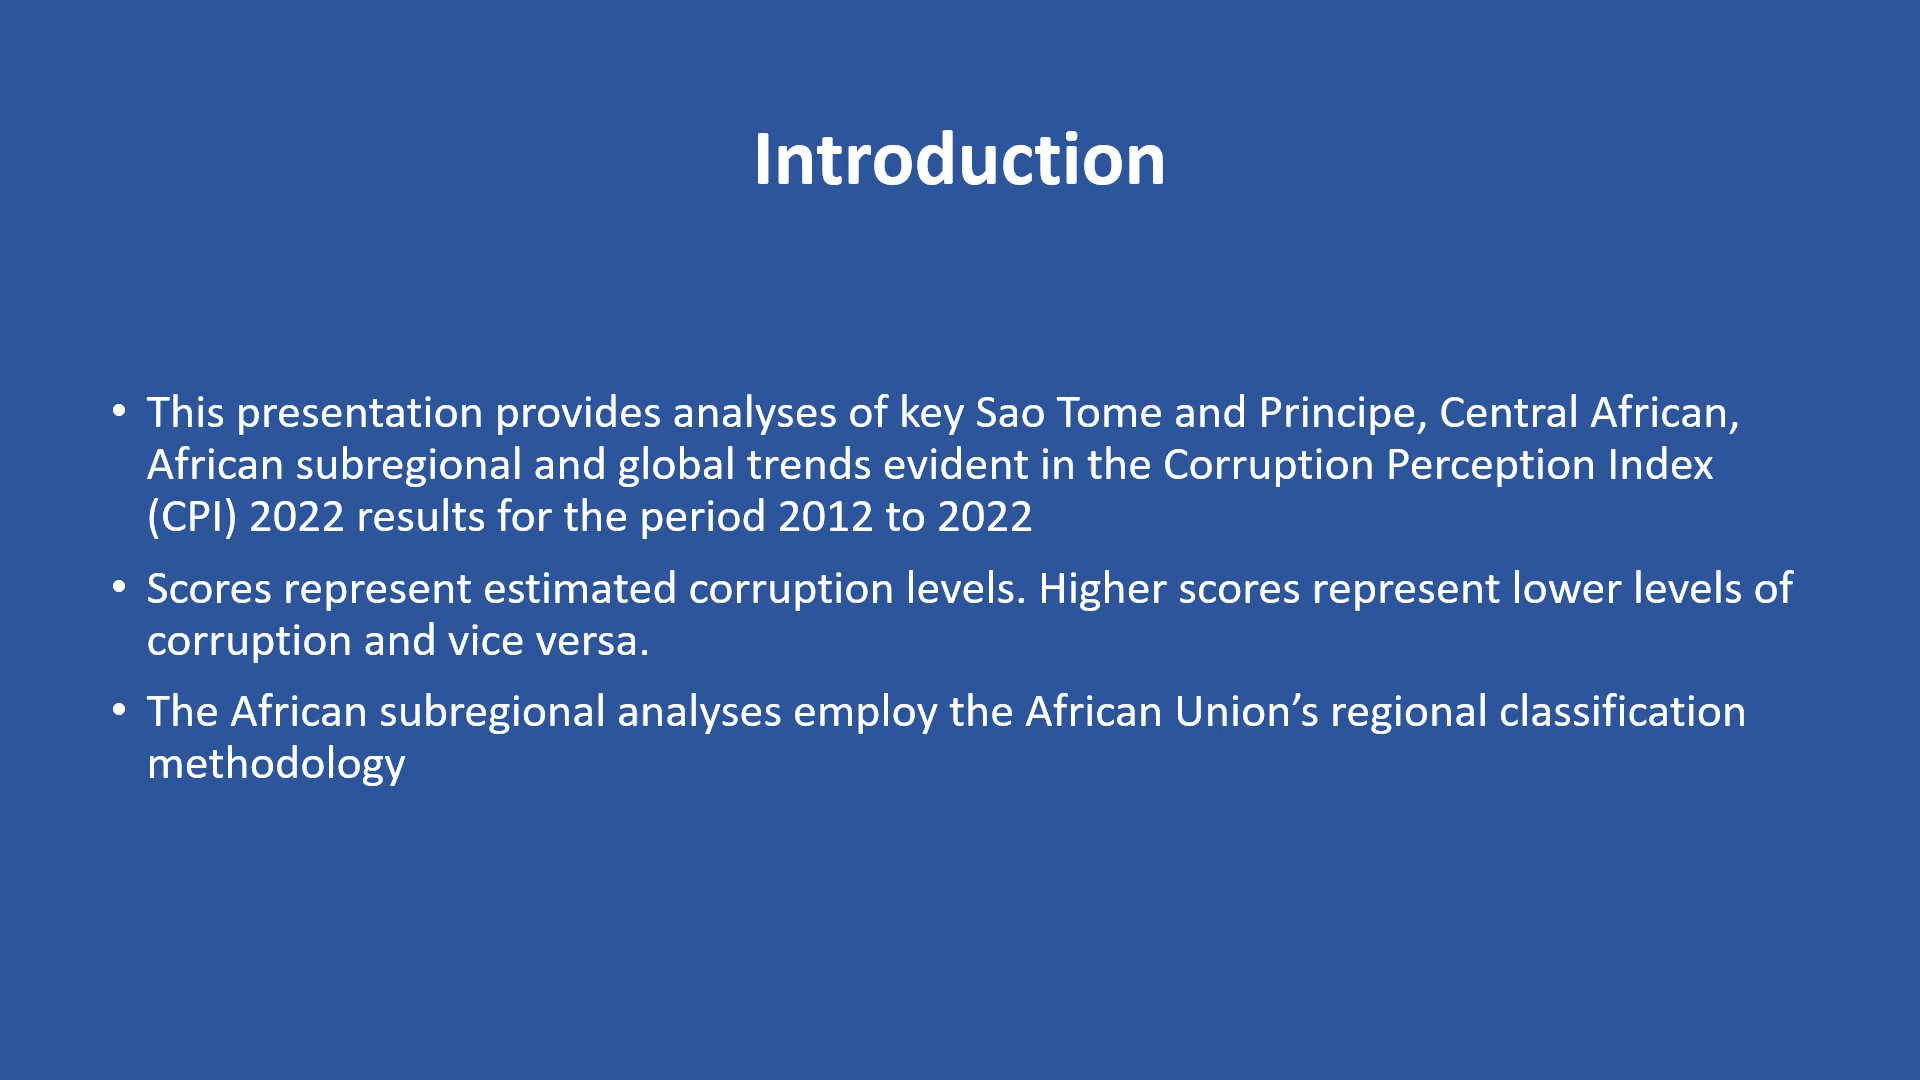 Introduction
• This presentation provides analyses of key Sao Tome and Principe, Central African,
African subregional and global trends evident in the Corruption Perception Index
(CPI) 2022 results for the period 2012 to 2022
• Scores represent estimated corruption levels. Higher scores represent lower levels of
corruption and vice versa.
• The African subregional analyses employ the African Union’s regional classification
methodology